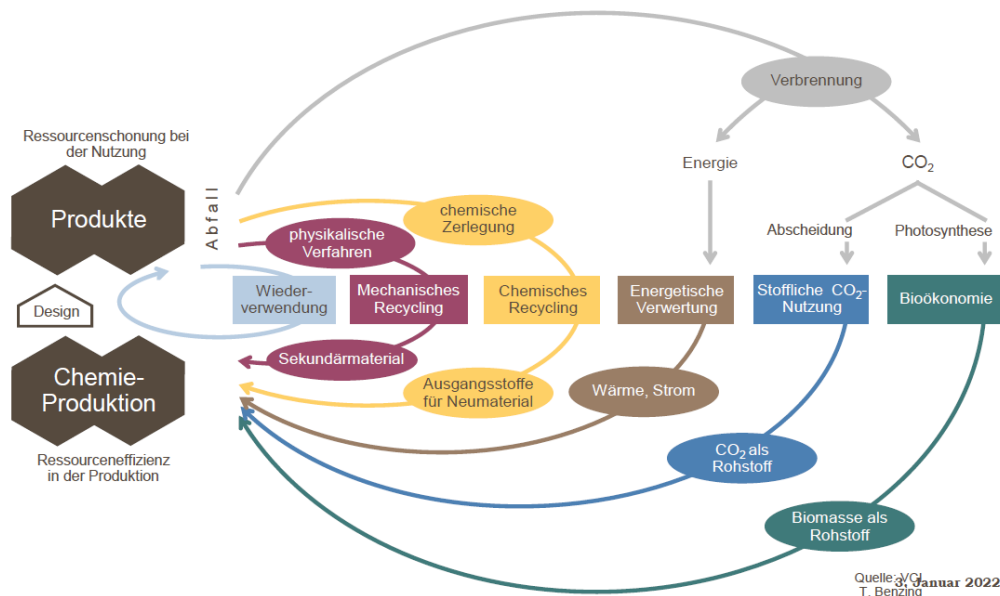 Verbrennung
Ressourcenschonung bei
der Nutzung
Produkte
Abfall
Energie
CO₂
chemische
Zerlegung
physikalische
Verfahren
Abscheidung
Photosynthese
Design
Wieder-
verwendung
Mechanisches
Recycling
Chemisches
Recycling
Energetische
Verwertung
Stoffliche CO₂-
Nutzung
Bioökonomie
Sekundärmaterial
Chemie-
Produktion
Ausgangsstoffe
für Neumaterial
Wärme, Strom
Ressourceneffizienz
in der Produktion
CO₂ als
Rohstoff
Biomasse als
Rohstoff
Quelle: VCI
3. Januar 2022
T. Benzing